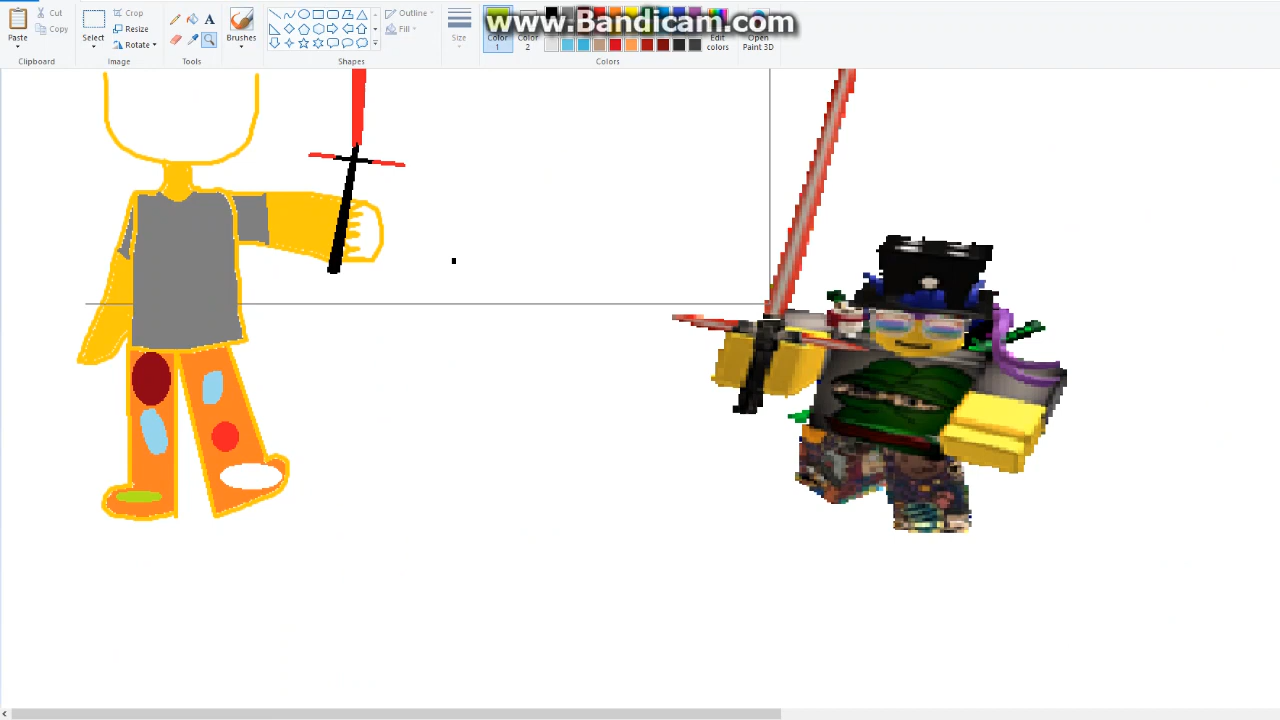 www.Bandicam.com
Paste
Cut
Copy
Clipboard
Select
Crop
Resize
Rotate
Image
A
Tools
Brushes
Outline
Fill
Shapes
Size
Color
1
Color
2
Edit
colors
Colors
Open
Paint 3D